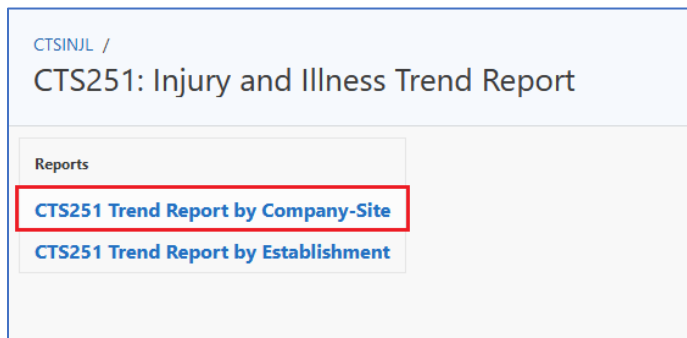 CTSINJL /
CTS251: Injury and Illness Trend Report
Reports
CTS251 Trend Report by Company-Site
CTS251 Trend Report by Establishment